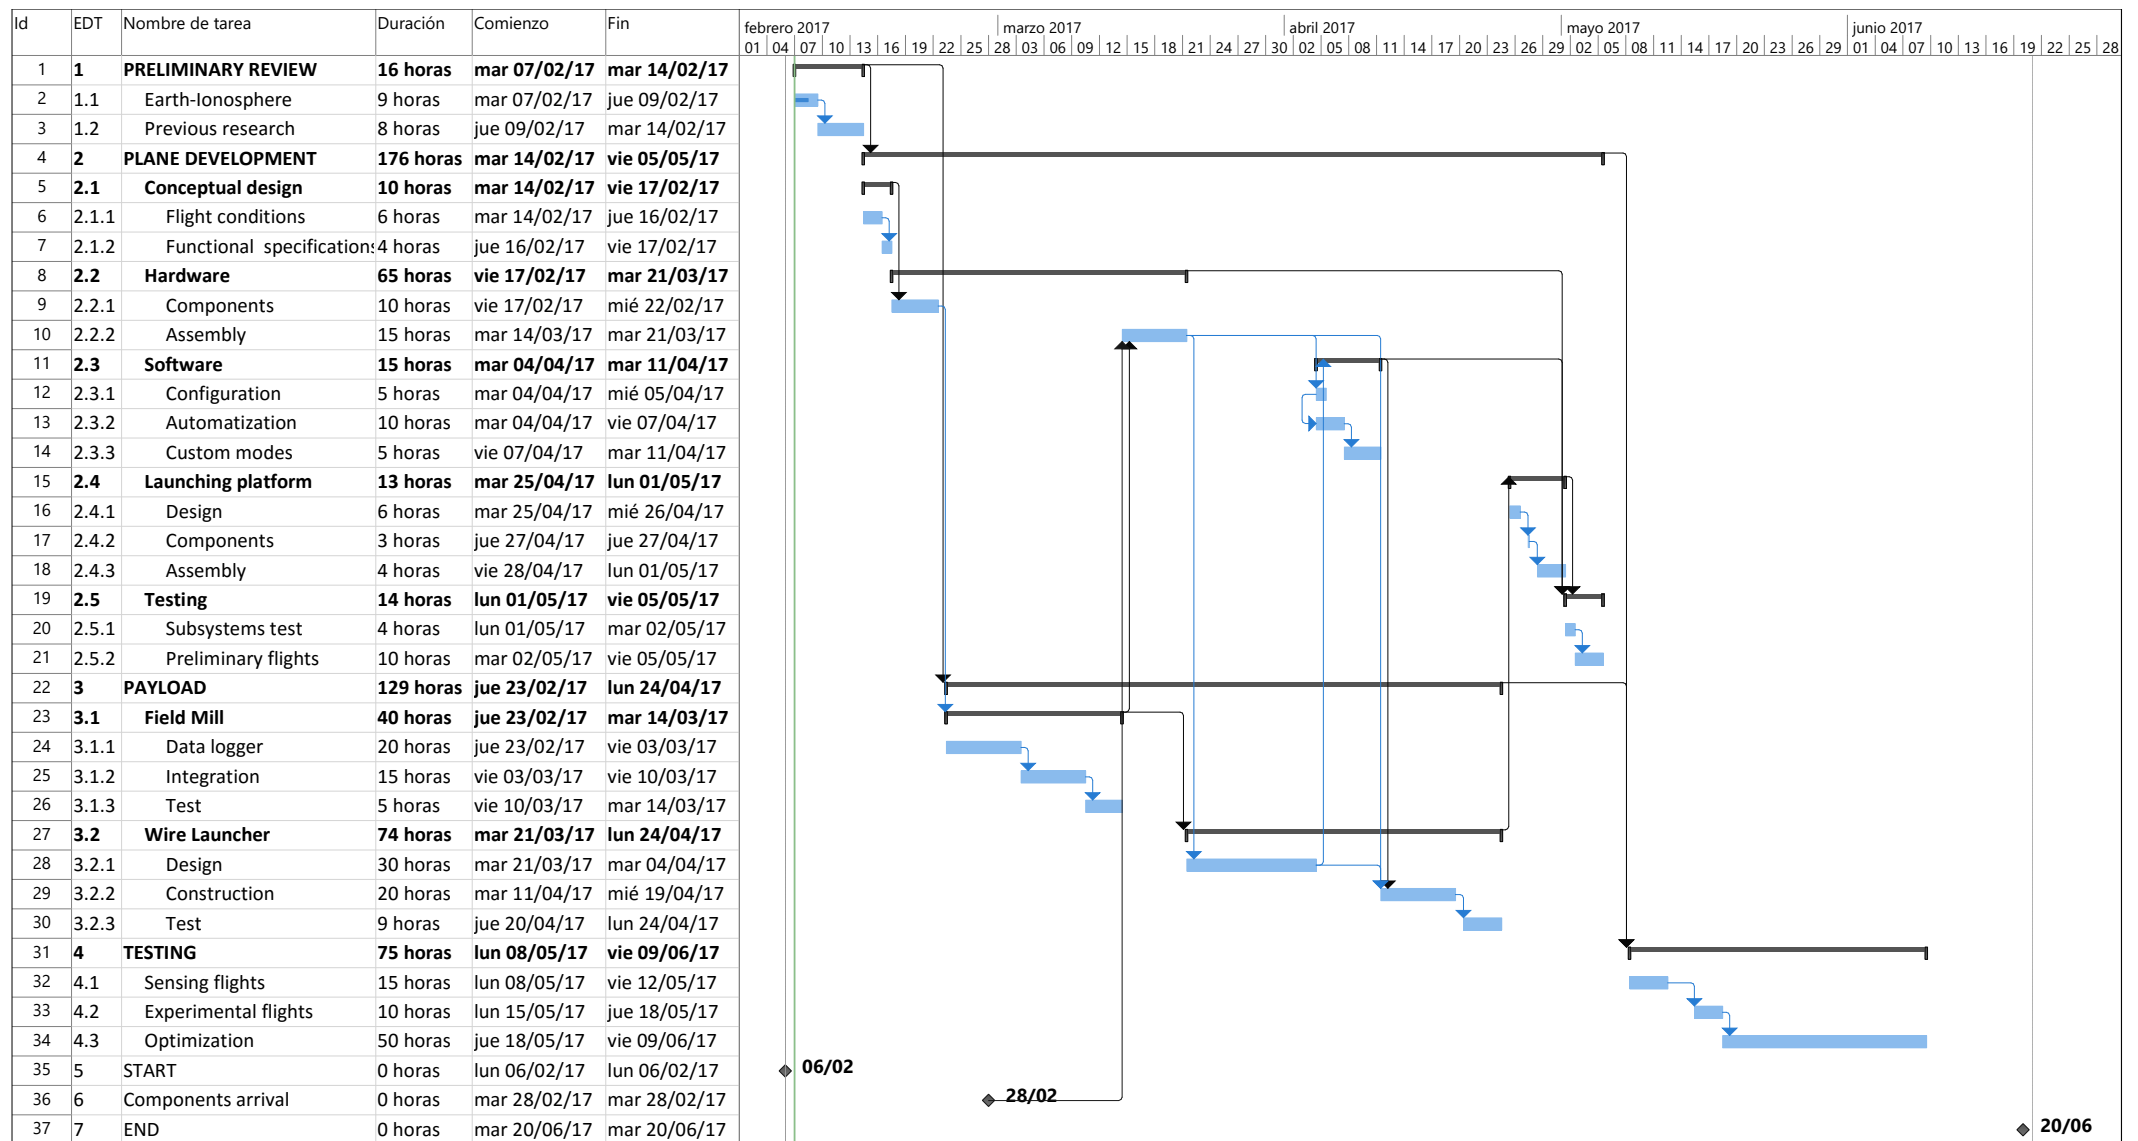 Id EDT Nombre de tarea Duración Comienzo Fin febrero 2017 marzo 2017 abril 2017 mayo 2017 junio 2017
01 04 07 10 13 16 19 22 25 28 03 06 09 12 15 18 21 24 27 30 02 05 08 11 14 17 20 23 26 29 02 05 08 11 14 17 20 23 26 29 01 04 07 10 13 16 19 22 25 28
1 1 PRELIMINARY REVIEW 16 horas mar 07/02/17 mar 14/02/17
2 1.1 Earth-Ionosphere 9 horas mar 07/02/17 jue 09/02/17
3 1.2 Previous research 8 horas jue 09/02/17 mar 14/02/17
4 2 PLANE DEVELOPMENT 176 horas mar 14/02/17 vie 05/05/17
5 2.1 Conceptual design 10 horas mar 14/02/17 vie 17/02/17
6 2.1.1 Flight conditions 6 horas mar 14/02/17 jue 16/02/17
7 2.1.2 Functional specifications 4 horas jue 16/02/17 vie 17/02/17
8 2.2 Hardware 65 horas vie 17/02/17 mar 21/03/17
9 2.2.1 Components 10 horas vie 17/02/17 mié 22/02/17
10 2.2.2 Assembly 15 horas mar 14/03/17 mar 21/03/17
11 2.3 Software 15 horas mar 04/04/17 mar 11/04/17
12 2.3.1 Configuration 5 horas mar 04/04/17 mié 05/04/17
13 2.3.2 Automatization 10 horas mar 04/04/17 vie 07/04/17
14 2.3.3 Custom modes 5 horas vie 07/04/17 mar 11/04/17
15 2.4 Launching platform 13 horas mar 25/04/17 lun 01/05/17
16 2.4.1 Design 6 horas mar 25/04/17 mié 26/04/17
17 2.4.2 Components 3 horas jue 27/04/17 jue 27/04/17
18 2.4.3 Assembly 4 horas vie 28/04/17 lun 01/05/17
19 2.5 Testing 14 horas lun 01/05/17 vie 05/05/17
20 2.5.1 Subsystems test 4 horas lun 01/05/17 mar 02/05/17
21 2.5.2 Preliminary flights 10 horas mar 02/05/17 vie 05/05/17
22 3 PAYLOAD 129 horas jue 23/02/17 lun 24/04/17
23 3.1 Field Mill 40 horas jue 23/02/17 mar 14/03/17
24 3.1.1 Data logger 20 horas jue 23/02/17 vie 03/03/17
25 3.1.2 Integration 15 horas vie 03/03/17 vie 10/03/17
26 3.1.3 Test 5 horas vie 10/03/17 mar 14/03/17
27 3.2 Wire Launcher 74 horas mar 21/03/17 lun 24/04/17
28 3.2.1 Design 30 horas mar 21/03/17 mar 04/04/17
29 3.2.2 Construction 20 horas mar 11/04/17 mié 19/04/17
30 3.2.3 Test 9 horas jue 20/04/17 lun 24/04/17
31 4 TESTING 75 horas lun 08/05/17 vie 09/06/17
32 4.1 Sensing flights 15 horas lun 08/05/17 vie 12/05/17
33 4.2 Experimental flights 10 horas lun 15/05/17 jue 18/05/17
34 4.3 Optimization 50 horas jue 18/05/17 vie 09/06/17
35 5 START 0 horas lun 06/02/17 lun 06/02/17 06/02
36 6 Components arrival 0 horas mar 28/02/17 mar 28/02/17 28/02
37 7 END 0 horas mar 20/06/17 mar 20/06/17 20/06